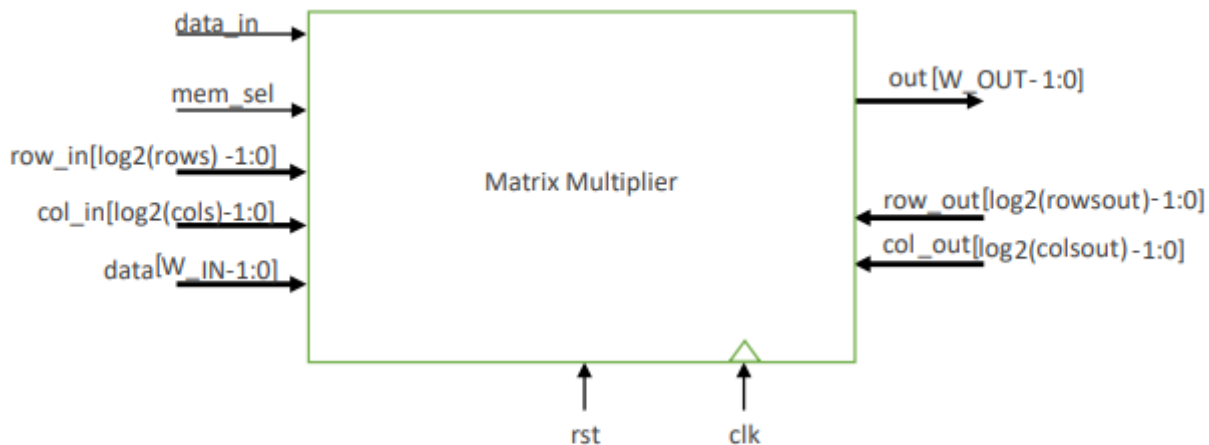 data_in
mem_sel
row_in[log2(rows) -1:0]
col_in[log2(cols)-1:0]
data[W_IN-1:0]
Matrix Multiplier
out[W_OUT-1:0]
row_out[log2(rowsout)-1:0]
col_out[log2(colsout) -1:0]
rst
clk